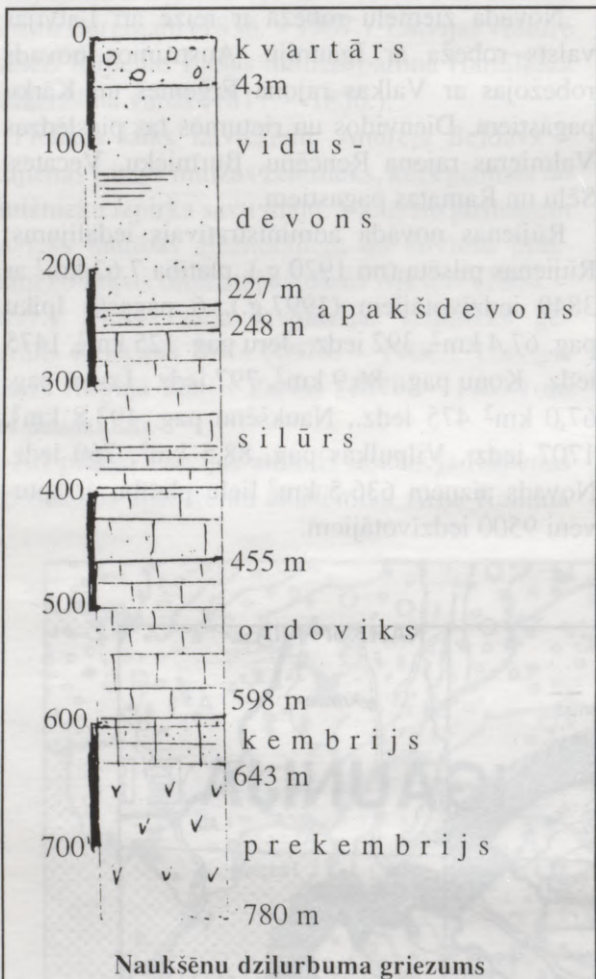 0
kvartārs
43m
100
vidus-
devons
200
227 m
apakšdevons
248 m
300
silūrs
400
455 m
500
ordoviks
598 m
600
kembrijs
643 m
700
prekembrijs
780 m
Naukšēnu dziļurbuma griezums